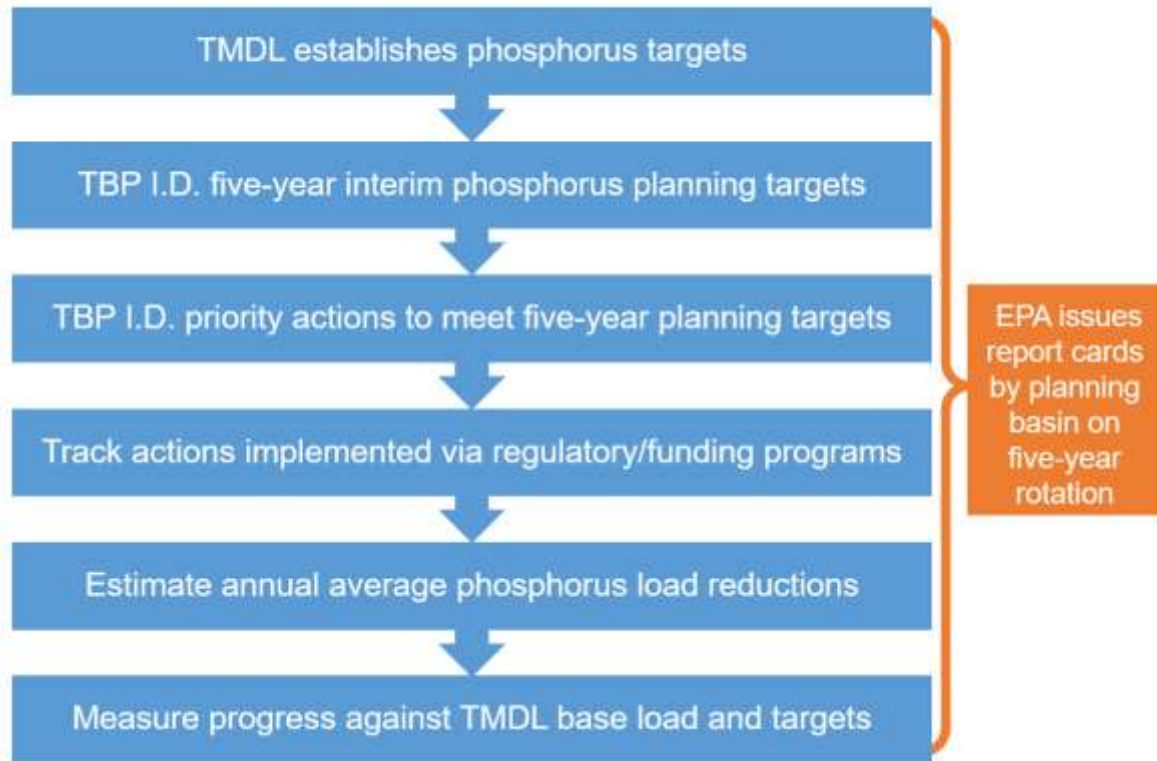 TMDL establishes phosphorus targets
TBP I.D. five-year interim phosphorus planning targets
TBP I.D. priority actions to meet five-year planning targets
Track actions implemented via regulatory/funding programs
Estimate annual average phosphorus load reductions
Measure progress against TMDL base load and targets
EPA issues
report cards
by planning
basin on
five-year
rotation